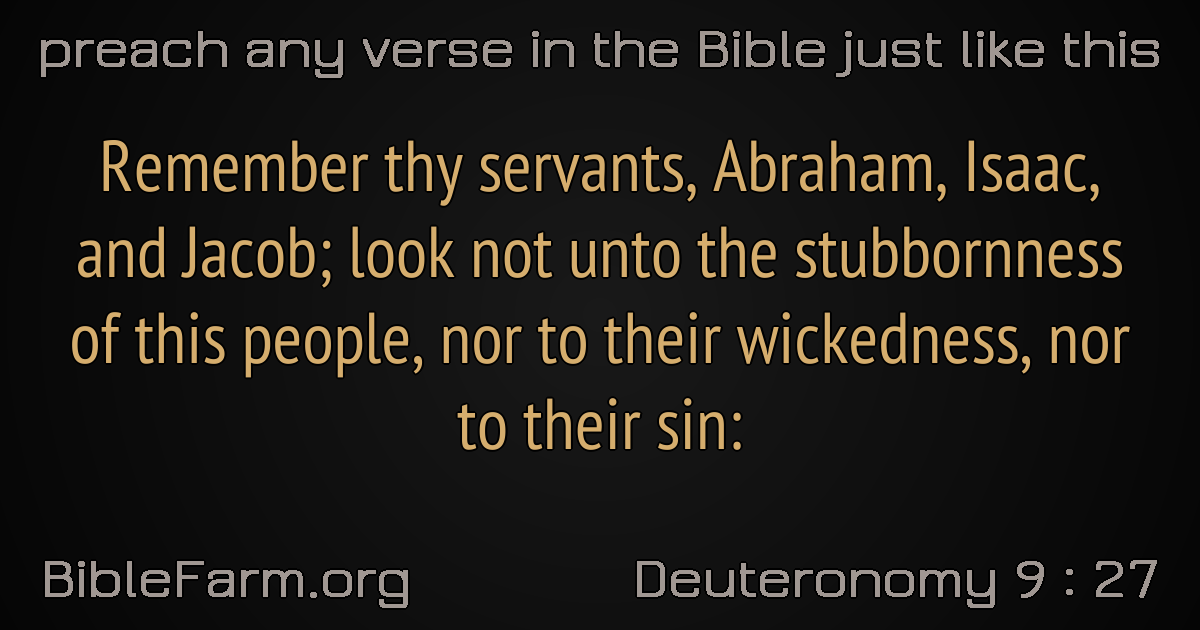 preach any verse in the Bible just like this
Remember thy servants, Abraham, Isaac,
and Jacob; look not unto the stubbornness
of this people, nor to their wickedness, nor
to their sin:
BibleFarm.org
Deuteronomy 9 : 27